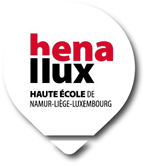 hena
llux
HAUTE ÉCOLE DE
NAMUR-LIÈGE-LUXEMBOURG